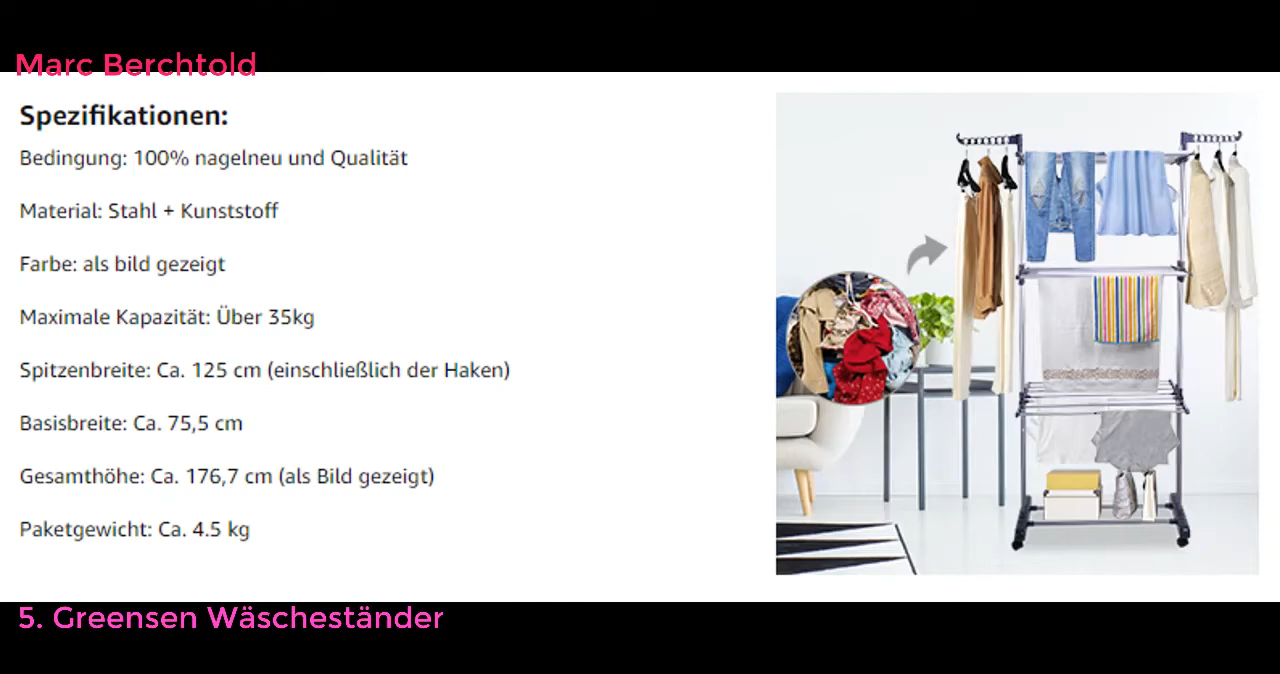 Marc Berchtold
Spezifikationen:
Bedingung: 100% nagelneu und Qualität
Material: Stahl + Kunststoff
Farbe: als bild gezeigt
Maximale Kapazität: Über 35kg
Spitzenbreite: Ca. 125 cm (einschließlich der Haken)
Basisbreite: Ca. 75,5 cm
Gesamthöhe: Ca. 176,7 cm (als Bild gezeigt)
Paketgewicht: Ca. 4.5 kg
5. Greensen Wäscheständer